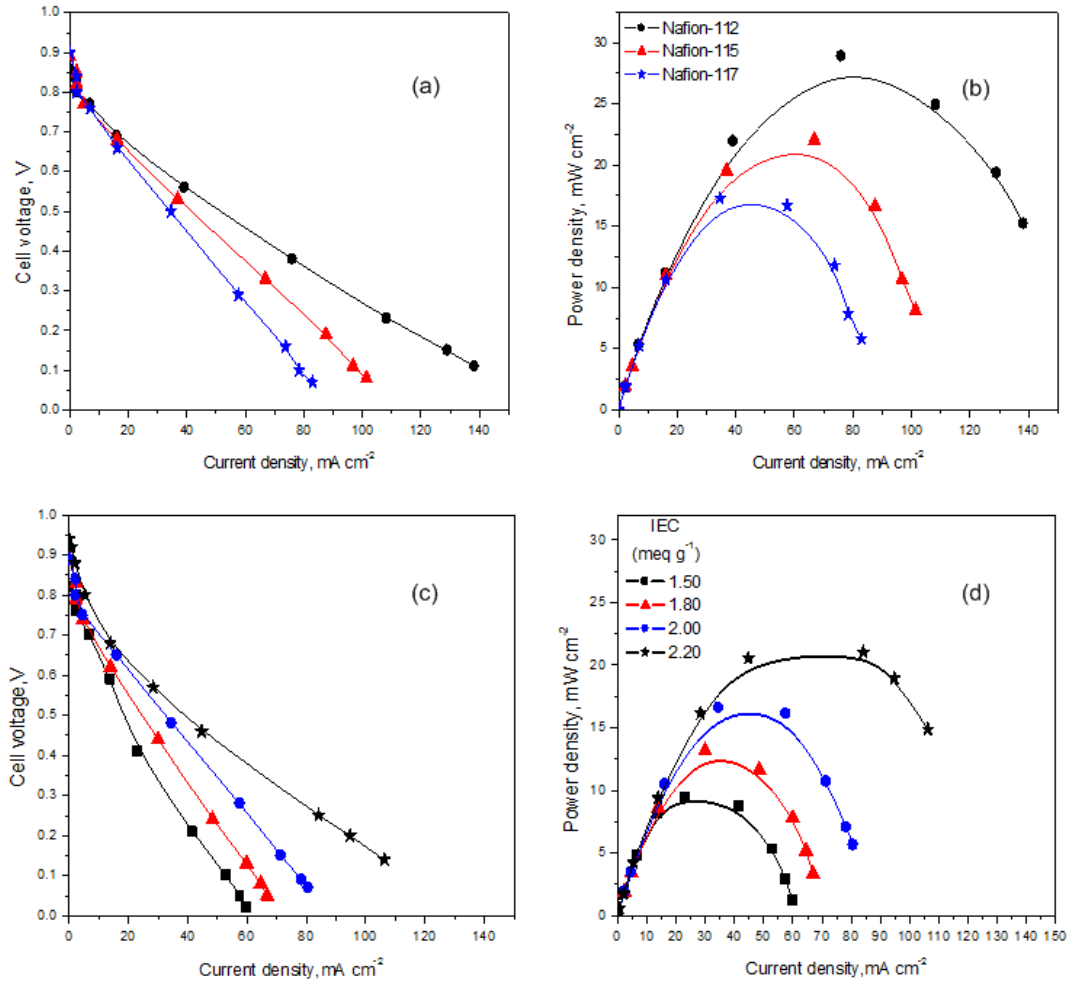 1.0
0.9
0.8
0.7
0.6
0.5
0.4
0.3
0.2
0.1
0.0
Cell voltage, V
(a)
0 20 40 60 80 100 120 140
Current density, mA cm⁻²
30
25
20
15
10
5
0
Power density, mW cm⁻²
Nafion-112
Nafion-115
Nafion-117
(b)
0 20 40 60 80 100 120 140
Current density, mA cm⁻²
1.0
0.9
0.8
0.7
0.6
0.5
0.4
0.3
0.2
0.1
0.0
Cell voltage,V
(c)
0 20 40 60 80 100 120 140
Current density, mA cm⁻²
30
25
20
15
10
5
0
Power density, mW cm⁻²
IEC
(meq g⁻¹)
1.50
1.80
2.00
2.20
(d)
0 10 20 30 40 50 60 70 80 90 100 110 120 130 140 150
Current density, mA cm⁻²